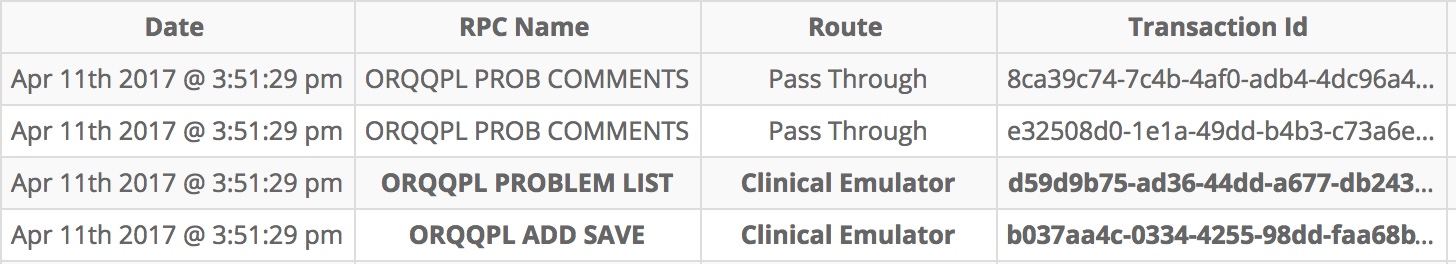 Date RPC Name Route Transaction Id
Apr 11th 2017 @ 3:51:29 pm ORQQPL PROB COMMENTS Pass Through 8ca39c74-7c4b-4af0-adb4-4dc96a4...
Apr 11th 2017 @ 3:51:29 pm ORQQPL PROB COMMENTS Pass Through e32508d0-1e1a-49dd-b4b3-c73a6e...
Apr 11th 2017 @ 3:51:29 pm ORQQPL PROBLEM LIST Clinical Emulator d59d9b75-ad36-44dd-a677-db243...
Apr 11th 2017 @ 3:51:29 pm ORQQPL ADD SAVE Clinical Emulator b037aa4c-0334-4255-98dd-faa68b...